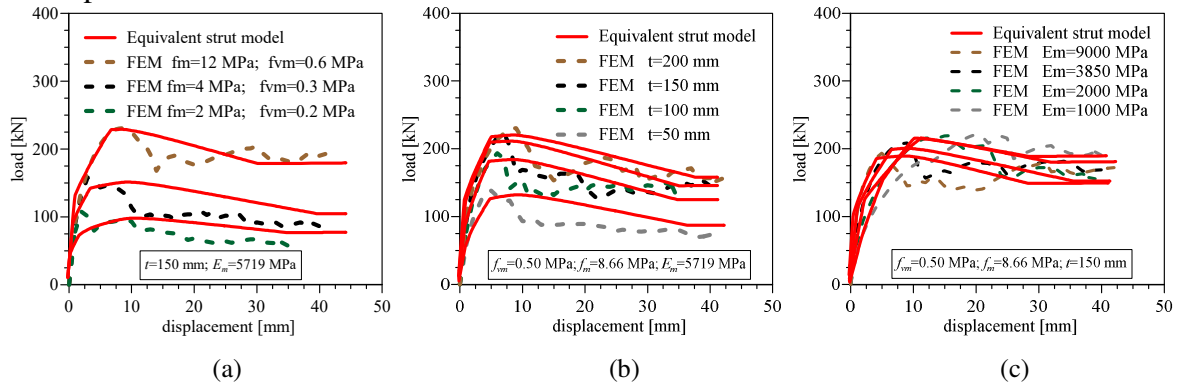 400
300
200
100
0
load [kN]
Equivalent strut model
FEM fm=12 MPa; fvm=0.6 MPa
FEM fm=4 MPa; fvm=0.3 MPa
FEM fm=2 MPa; fvm=0.2 MPa
t=150 mm; Em=5719 MPa
0 10 20 30 40 50
displacement [mm]
(a)
400
300
200
100
0
load [kN]
Equivalent strut model
FEM t=200 mm
FEM t=150 mm
FEM t=100 mm
FEM t=50 mm
fvm=0.50 MPa; fm=8.66 MPa; Em=5719 MPa
0 10 20 30 40 50
displacement [mm]
(b)
400
300
200
100
0
load [kN]
Equivalent strut model
FEM Em=9000 MPa
FEM Em=3850 MPa
FEM Em=2000 MPa
FEM Em=1000 MPa
fvm=0.50 MPa; fm=8.66 MPa; t=150 mm
0 10 20 30 40 50
displacement [mm]
(c)